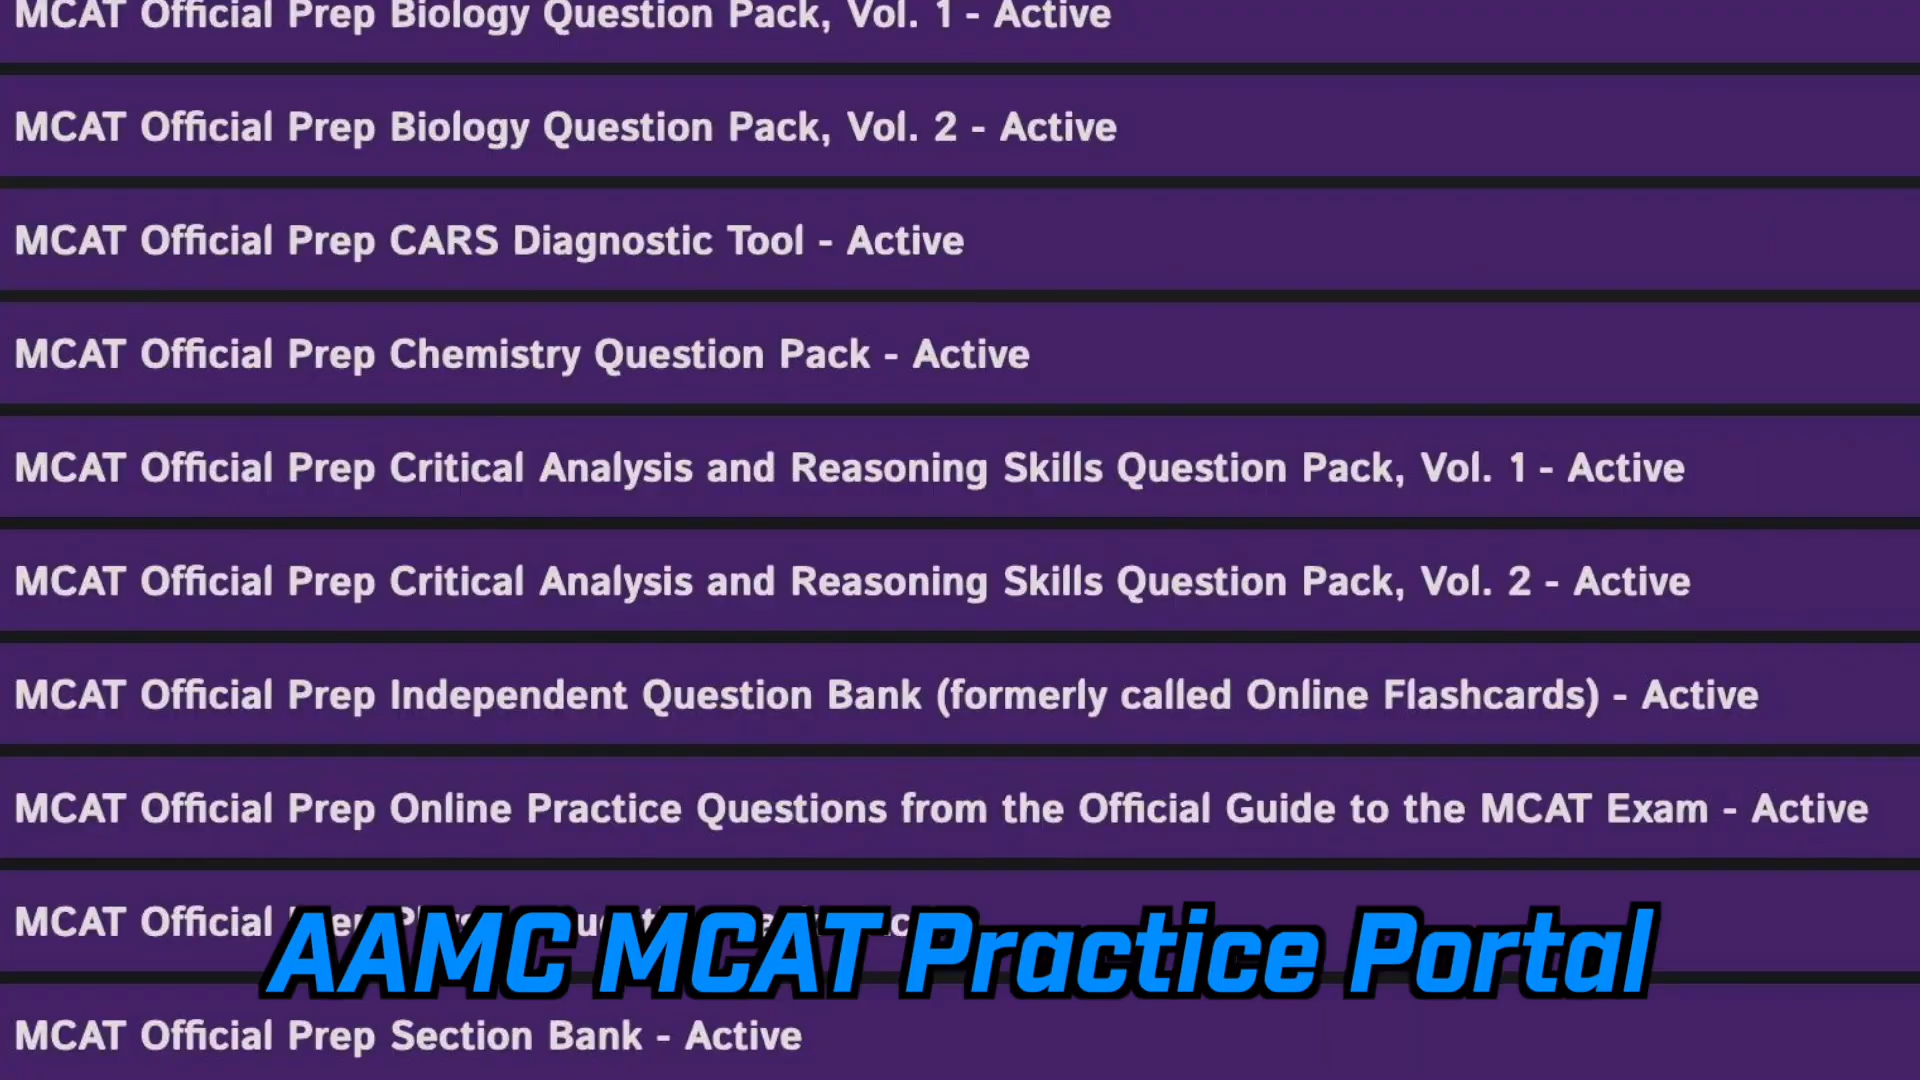 MCAT Official Prep Biology Question Pack, Vol. 1 - Active
MCAT Official Prep Biology Question Pack, Vol. 2 - Active
MCAT Official Prep CARS Diagnostic Tool - Active
MCAT Official Prep Chemistry Question Pack - Active
MCAT Official Prep Critical Analysis and Reasoning Skills Question Pack, Vol. 1 - Active
MCAT Official Prep Critical Analysis and Reasoning Skills Question Pack, Vol. 2 - Active
MCAT Official Prep Independent Question Bank (formerly called Online Flashcards) - Active
MCAT Official Prep Online Practice Questions from the Official Guide to the MCAT Exam - Active
MCAT Official
AAMC MCAT Practice Portal
MCAT Official Prep Section Bank - Active